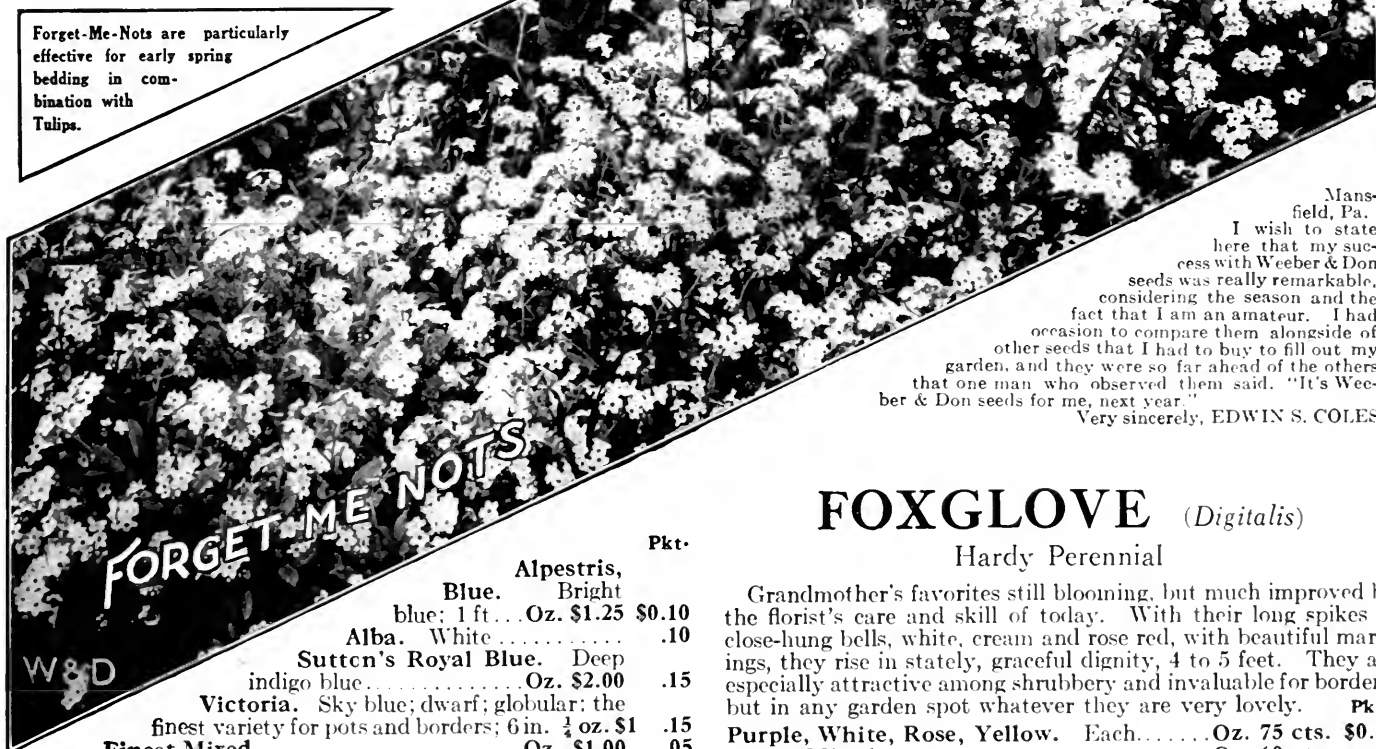 Forget-Me-Nots are particularly
effective for early spring
bedding in com-
bination with
Tulips.
Mans-
field, Pa.
I wish to state
here that my suc-
cess with Weeber & Don
seeds was really remarkable,
considering the season and the
fact that I am an amateur. I had
occasion to compare them alongside of
other seeds that I had to buy to fill out my
garden, and they were so far ahead of the others
that one man who observed them said. "It's Wee-
ber & Don seeds for me, next year."
Very sincerely, EDWIN S. COLES
FORGET ME NOTS
W & D
Pkt.
Alpestris,
Blue. Bright
blue; 1 ft... Oz. $1.25 $0.10
Alba. White ........... .10
Sutton's Royal Blue. Deep
indigo blue.............. Oz. $2.00 .15
Victoria. Sky blue; dwarf; globular: the
finest variety for pots and borders; 6 in. ¼ oz. $1 .15
Finest Mixed Oz. $1.00 .05
FOXGLOVE (Digitalis)
Hardy Perennial
Grandmother's favorites still blooming, but much improved
the florist's care and skill of today. With their long spikes
close-hung bells, white, cream and rose red, with beautiful mar
ings, they rise in stately, graceful dignity, 4 to 5 feet. They a
especially attractive among shrubbery and invaluable for border
but in any garden spot whatever they are very lovely. Pk
Purple, White, Rose, Yellow. Each.......Oz. 75 cts. $0.